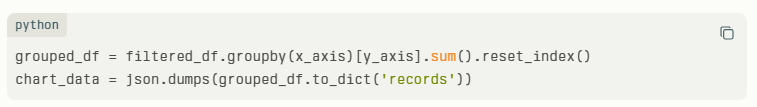 python
grouped_df = filtered_df.groupby(x_axis)[y_axis].sum().reset_index()
chart_data = json.dumps(grouped_df.to_dict('records'))